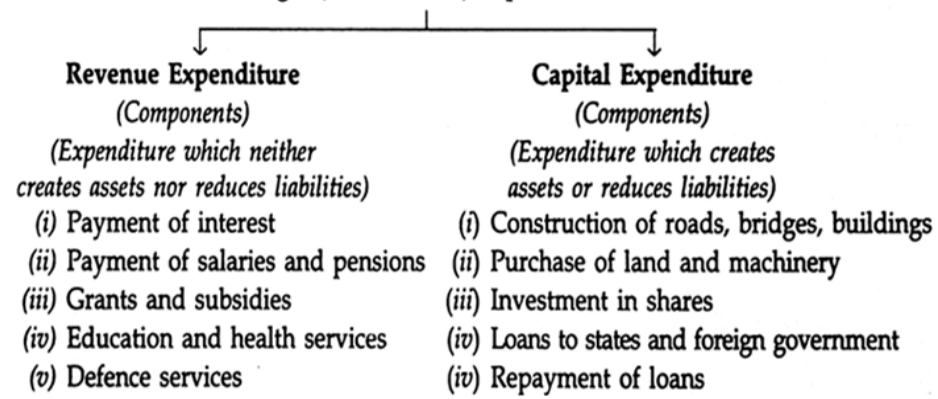 Revenue Expenditure
(Components)
(Expenditure which neither
creates assets nor reduces liabilities)
(i) Payment of interest
(ii) Payment of salaries and pensions
(iii) Grants and subsidies
(iv) Education and health services
(v) Defence services
Capital Expenditure
(Components)
(Expenditure which creates
assets or reduces liabilities)
(i) Construction of roads, bridges, buildings
(ii) Purchase of land and machinery
(iii) Investment in shares
(iv) Loans to states and foreign government
(iv) Repayment of loans